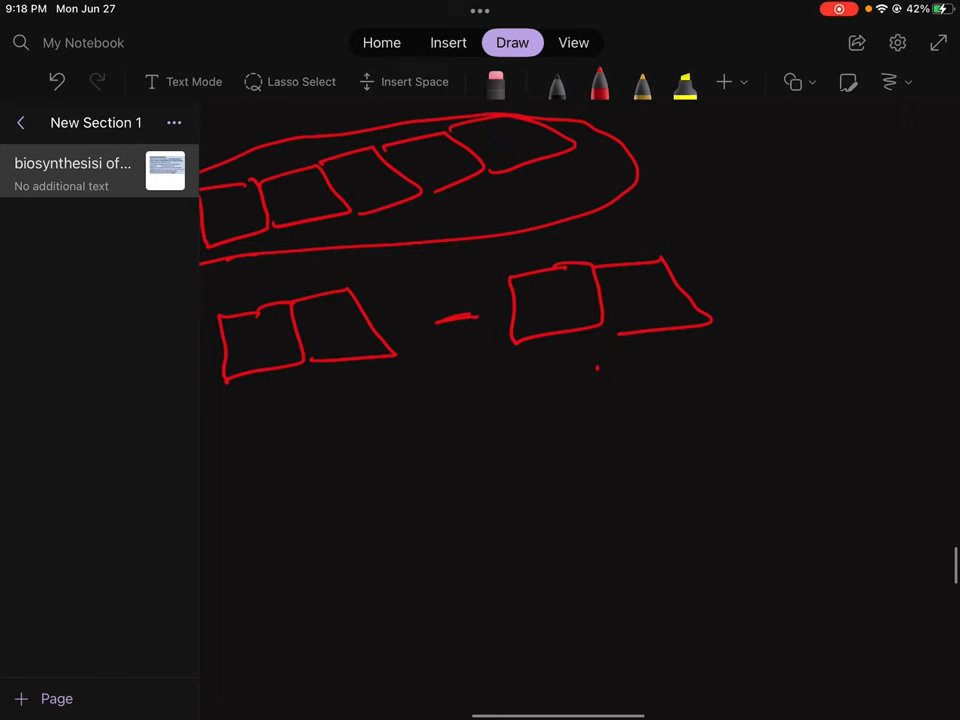 9:18 PM Mon Jun 27
42%
My Notebook
Home Insert Draw View
Text Mode Lasso Select Insert Space
New Section 1
biosynthesisi of...
No additional text
Page